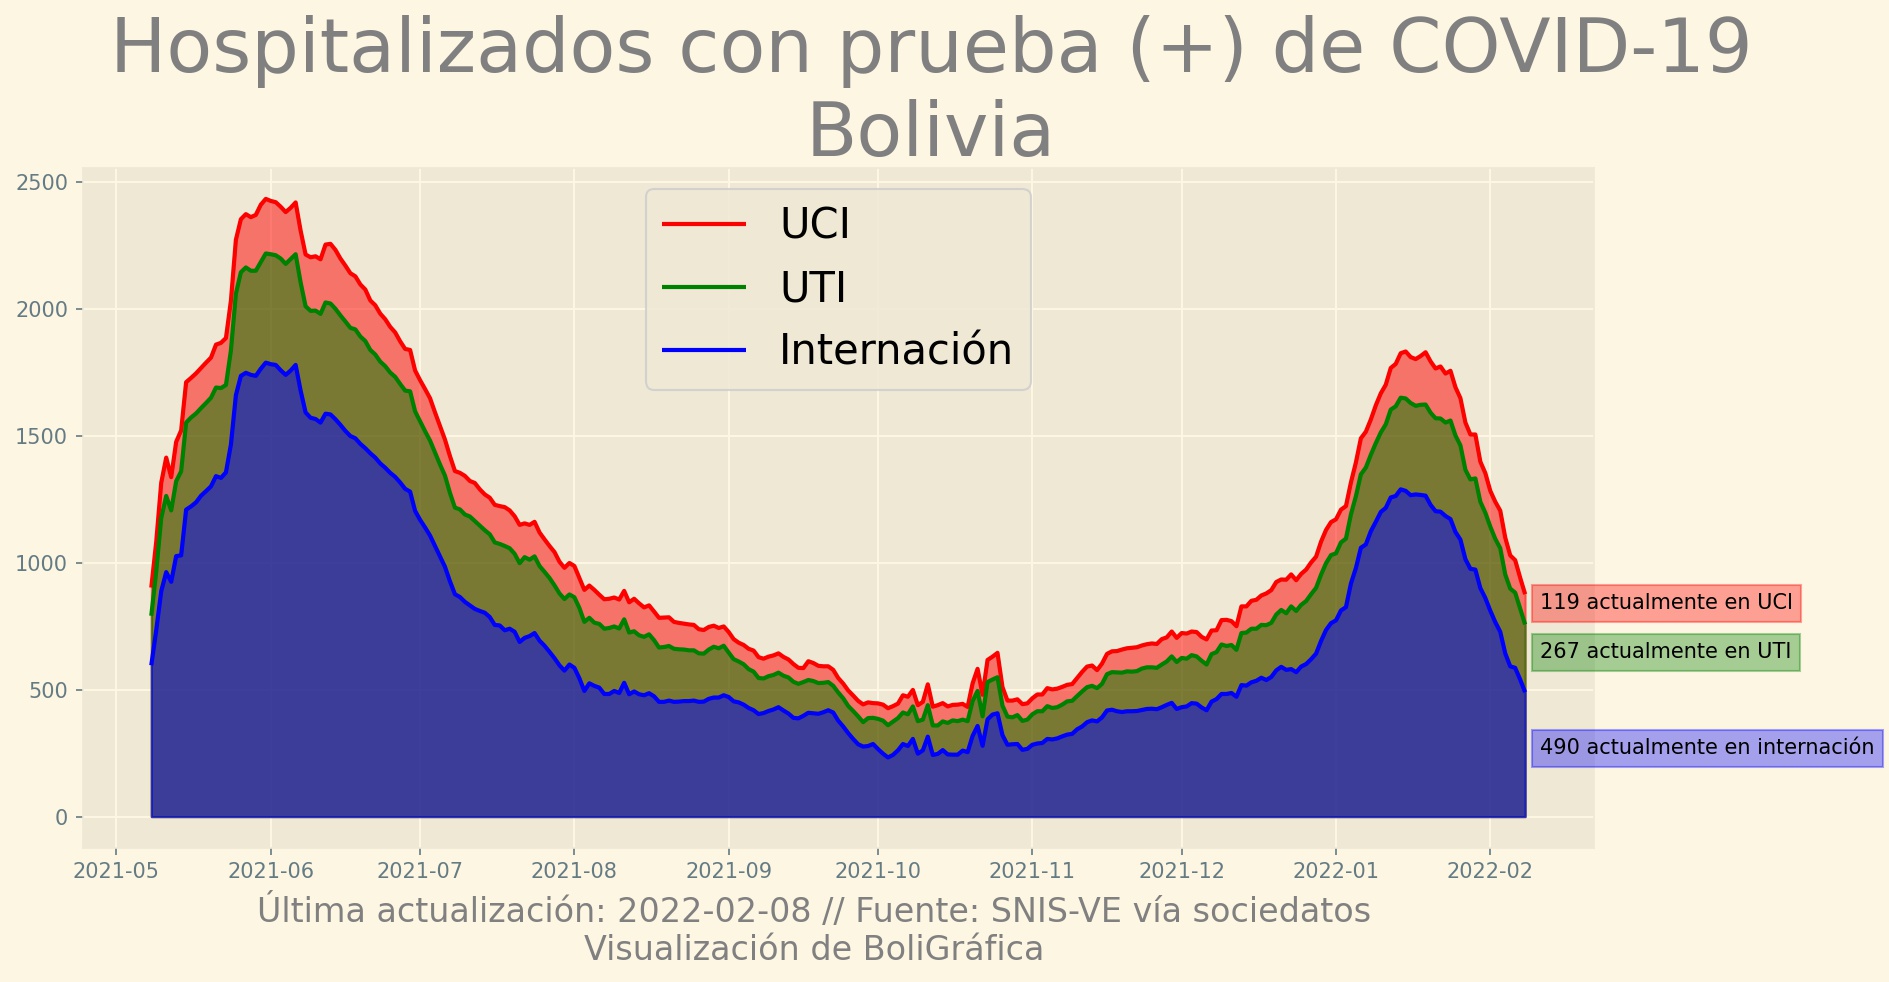 Hospitalizados con prueba (+) de COVID-19
Bolivia
UCI
UTI
Internación
2500
2000
1500
1000
500
0
119 actualmente en UCI
267 actualmente en UTI
490 actualmente en internación
2021-05 2021-06 2021-07 2021-08 2021-09 2021-10 2021-11 2021-12 2022-01 2022-02
Última actualización: 2022-02-08 // Fuente: SNIS-VE vía sociedatos
Visualización de BoliGráfica